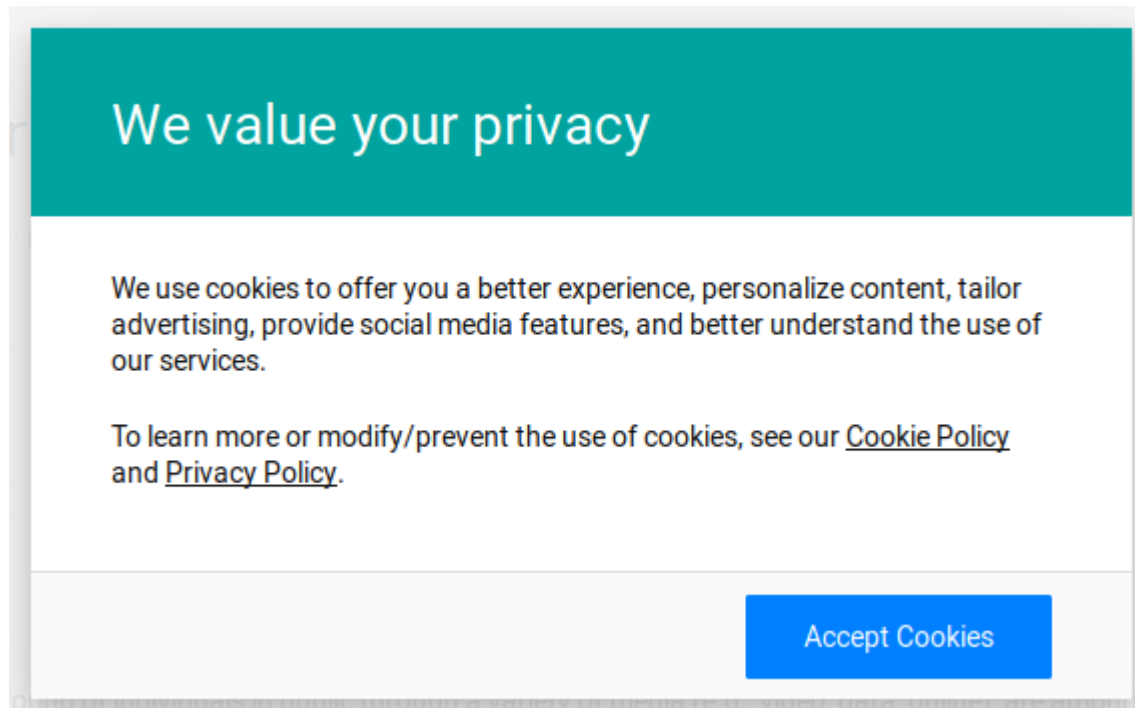 We value your privacy
We use cookies to offer you a better experience, personalize content, tailor
advertising, provide social media features, and better understand the use of
our services.
To learn more or modify/prevent the use of cookies, see our Cookie Policy
and Privacy Policy.
Accept Cookies